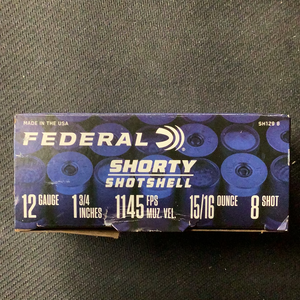 MADE IN THE USA
SH129 8
FEDERAL
SHORTY
SHOTSHELL
12 GAUGE
1 3/4 INCHES
1145 FPS MUZ. VEL.
15/16 OUNCE
8 SHOT